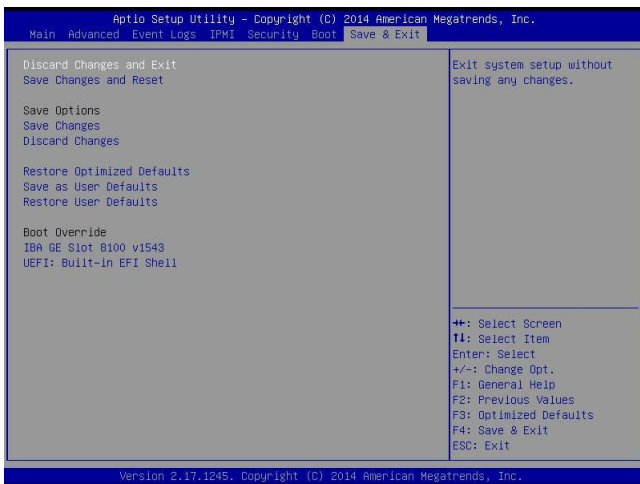 Aptio Setup Utility - Copyright (C) 2014 American Megatrends, Inc.
Main Advanced Event Logs IPMI Security Boot Save & Exit
Discard Changes and Exit
Save Changes and Reset
Save Options
Save Changes
Discard Changes
Restore Optimized Defaults
Save as User Defaults
Restore User Defaults
Boot Override
IBA GE Slot 8100 v1543
UEFI: Built-in EFI Shell
Exit system setup without
saving any changes.
→←: Select Screen
↑↓: Select Item
Enter: Select
+/-: Change Opt.
F1: General Help
F2: Previous Values
F3: Optimized Defaults
F4: Save & Exit
ESC: Exit
Version 2.17.1245. Copyright (C) 2014 American Megatrends, Inc.